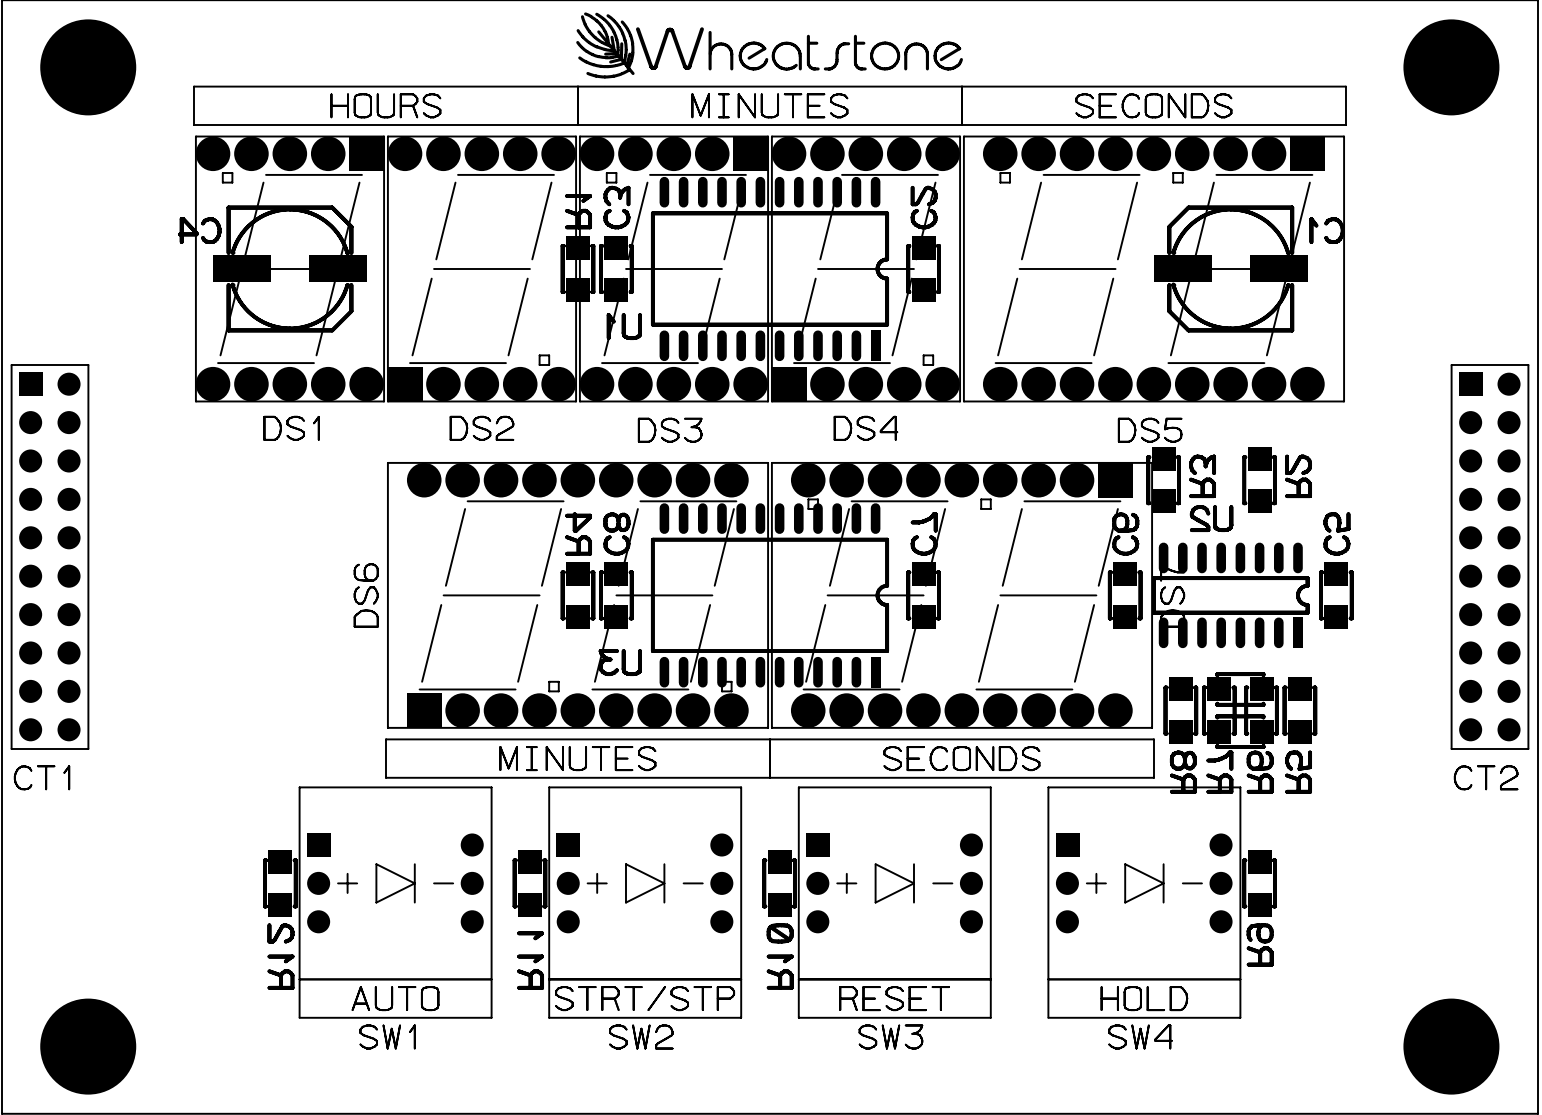 Wheatstone
HOURS MINUTES SECONDS
C4 R1 C3 C2 C1
U1
DS1 DS2 DS3 DS4 DS5
R3 R2
R4 C8 C7 C6 U2 C5
DS6 DS7
U3
MINUTES SECONDS
CT1 R8 R7 R6 R5 CT2
+ − + − + − + −
R12 R11 R10 R9
AUTO STRT/STP RESET HOLD
SW1 SW2 SW3 SW4